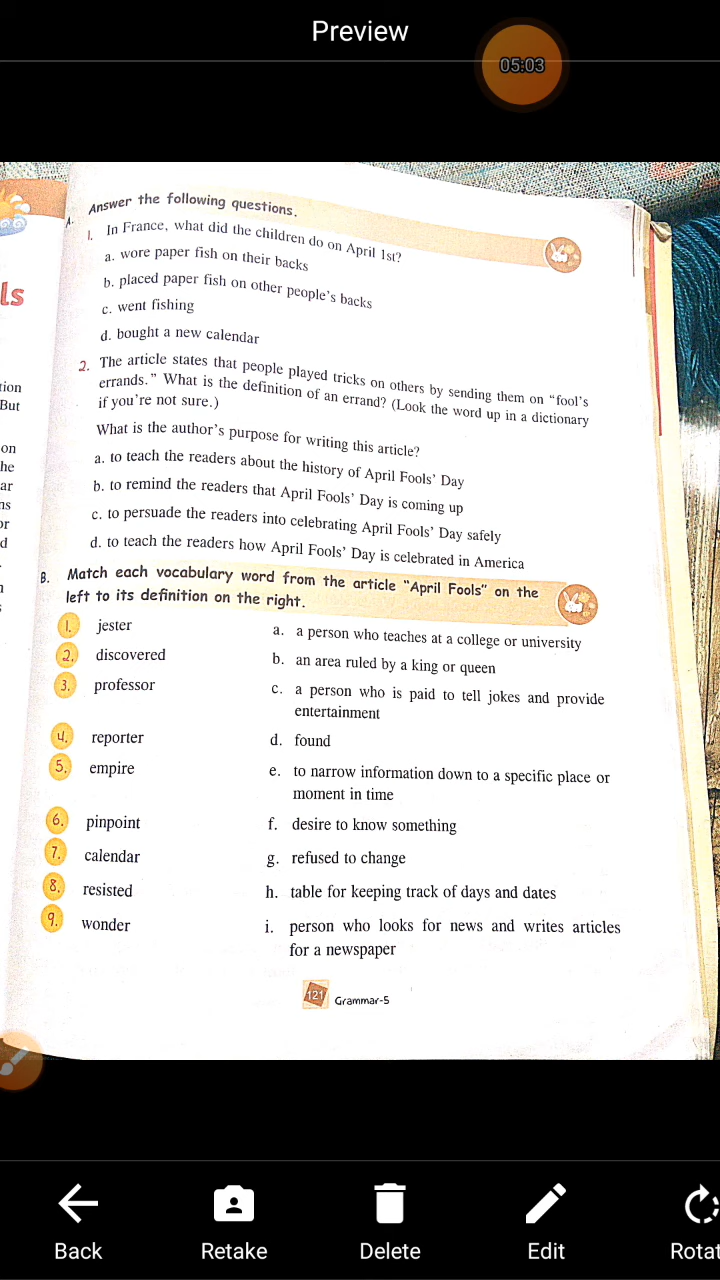 Preview
05:03
A. Answer the following questions.
1. In France, what did the children do on April 1st?
a. wore paper fish on their backs
b. placed paper fish on other people's backs
c. went fishing
d. bought a new calendar
2. The article states that people played tricks on others by sending them on “fool's
errands.” What is the definition of an errand? (Look the word up in a dictionary
if you're not sure.)
What is the author's purpose for writing this article?
a. to teach the readers about the history of April Fools' Day
b. to remind the readers that April Fools' Day is coming up
c. to persuade the readers into celebrating April Fools' Day safely
d. to teach the readers how April Fools' Day is celebrated in America
B. Match each vocabulary word from the article “April Fools” on the
left to its definition on the right.
1. jester a. a person who teaches at a college or university
2. discovered b. an area ruled by a king or queen
3. professor c. a person who is paid to tell jokes and provide
entertainment
4. reporter d. found
5. empire e. to narrow information down to a specific place or
moment in time
6. pinpoint f. desire to know something
7. calendar g. refused to change
8. resisted h. table for keeping track of days and dates
9. wonder i. person who looks for news and writes articles
for a newspaper
121 Grammar-5
ls
tion
But
on
he
ar
ns
or
d
Back Retake Delete Edit Rotat